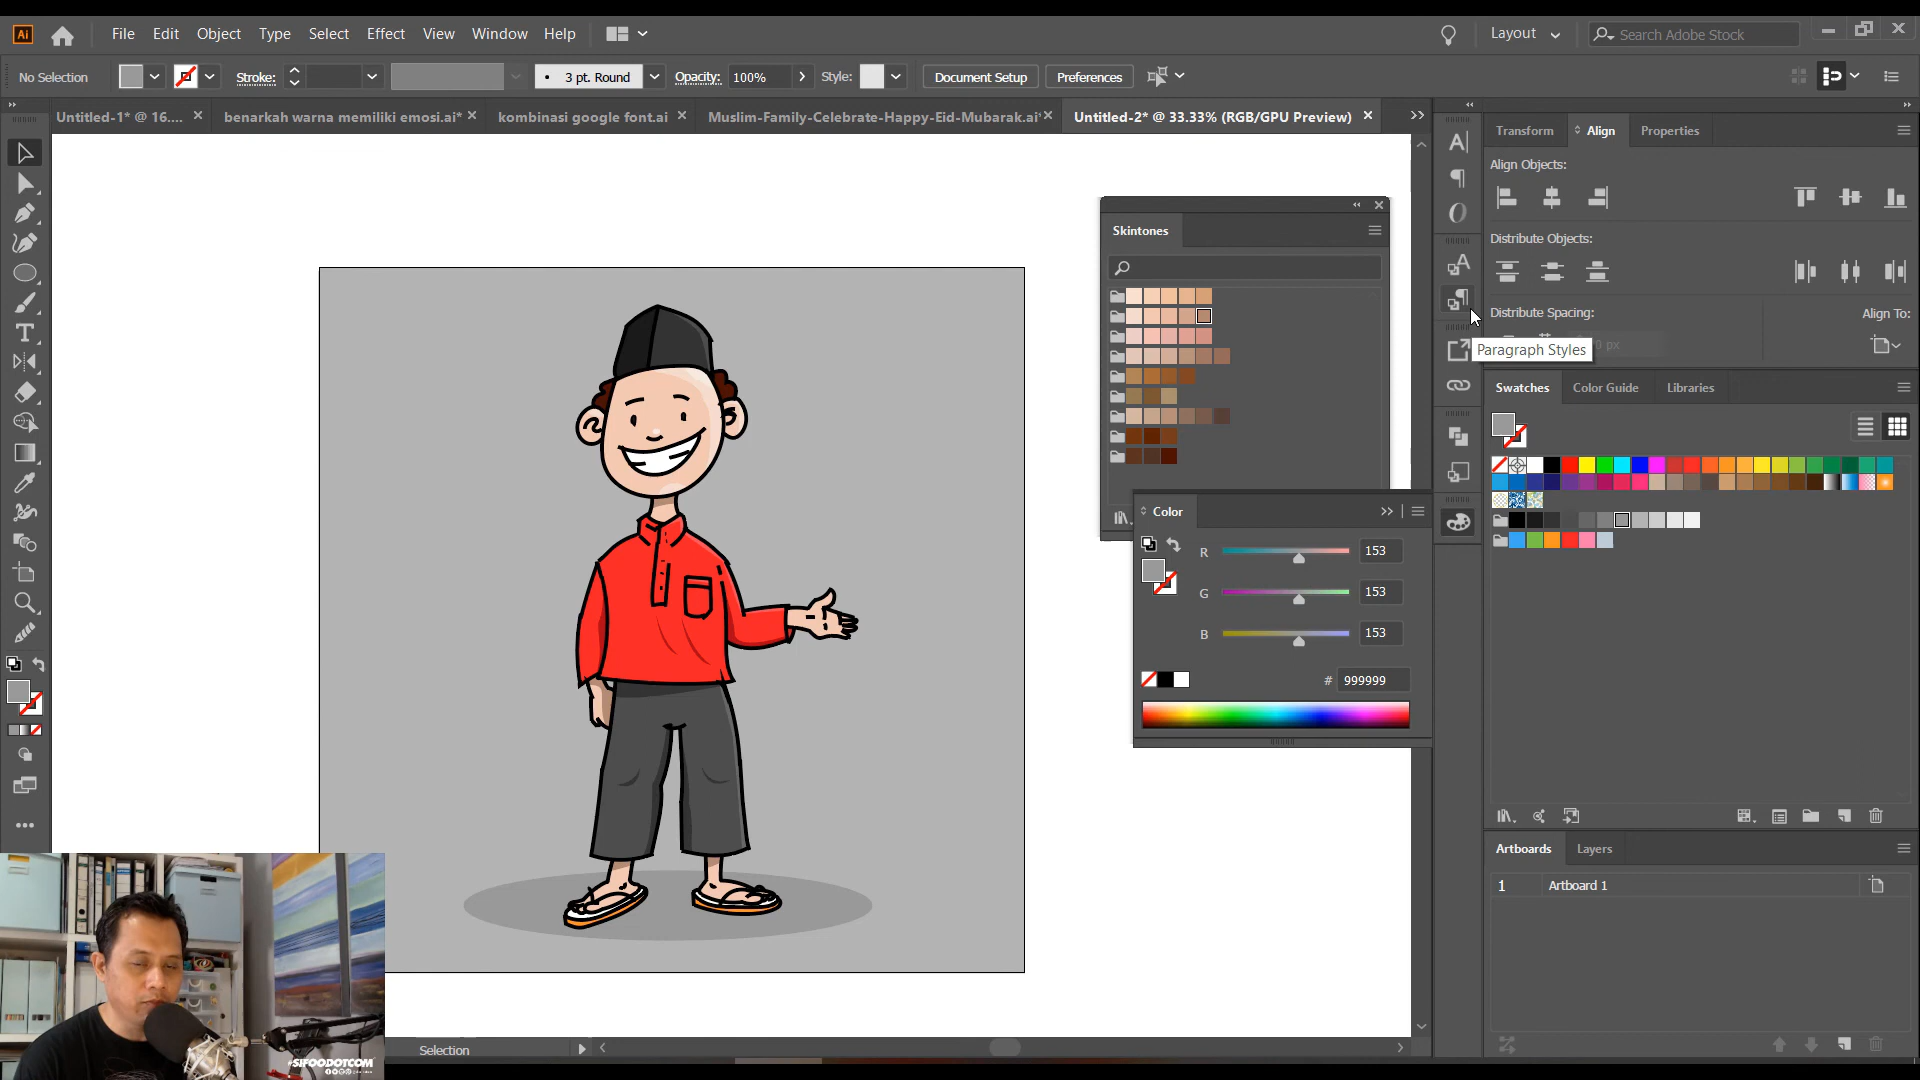 Ai File Edit Object Type Select Effect View Window Help Layout Search Adobe Stock
No Selection Stroke: 3 pt. Round Opacity: 100% Style: Document Setup Preferences
Untitled-1* @ 16.... benarkah warna memiliki emosi.ai* kombinasi google font.ai Muslim-Family-Celebrate-Happy-Eid-Mubarak.ai* Untitled-2* @ 33.33% (RGB/GPU Preview)
Transform Align Properties
Align Objects:
Distribute Objects:
Distribute Spacing: Align To:
0 px
Paragraph Styles
Skintones
Swatches Color Guide Libraries
Color
R 153
G 153
B 153
# 999999
Artboards Layers
1 Artboard 1
Selection
#SIFOODOTCOM